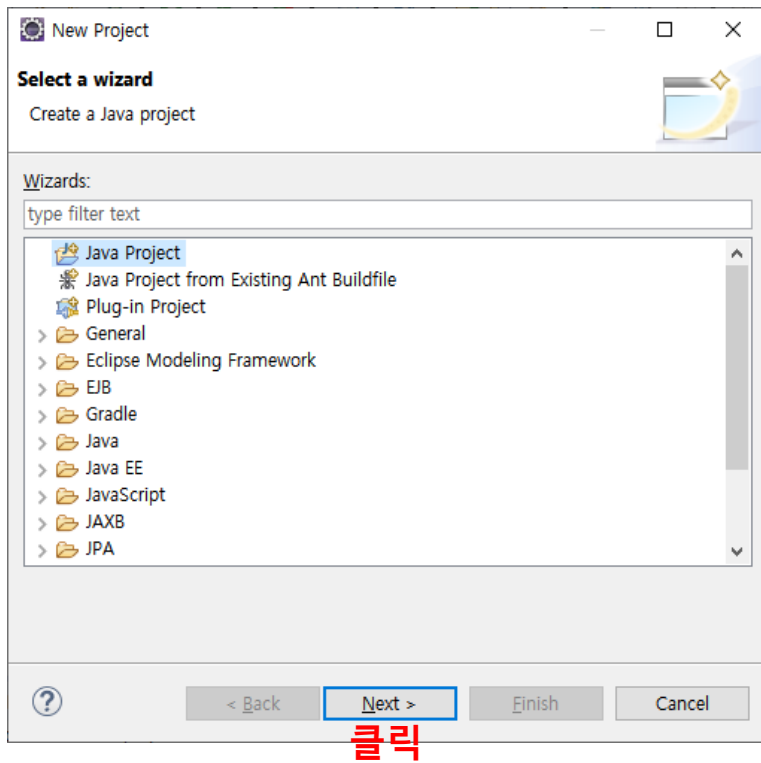 New Project
Select a wizard
Create a Java project
Wizards:
type filter text
Java Project
Java Project from Existing Ant Buildfile
Plug-in Project
General
Eclipse Modeling Framework
EJB
Gradle
Java
Java EE
JavaScript
JAXB
JPA
? < Back Next > Finish Cancel
클릭